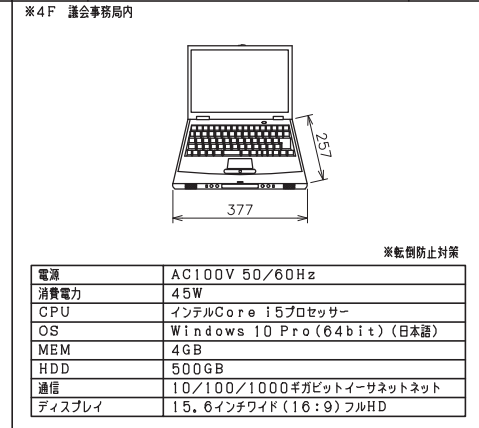 ※4F 議会事務局内
257
377
※転倒防止対策
電源 AC100V 50/60Hz
消費電力 45W
CPU インテルCore i5プロセッサー
OS Windows 10 Pro(64bit)(日本語)
MEM 4GB
HDD 500GB
通信 10/100/1000ギガビットイーサネットネット
ディスプレイ 15.6インチワイド(16:9)フルHD